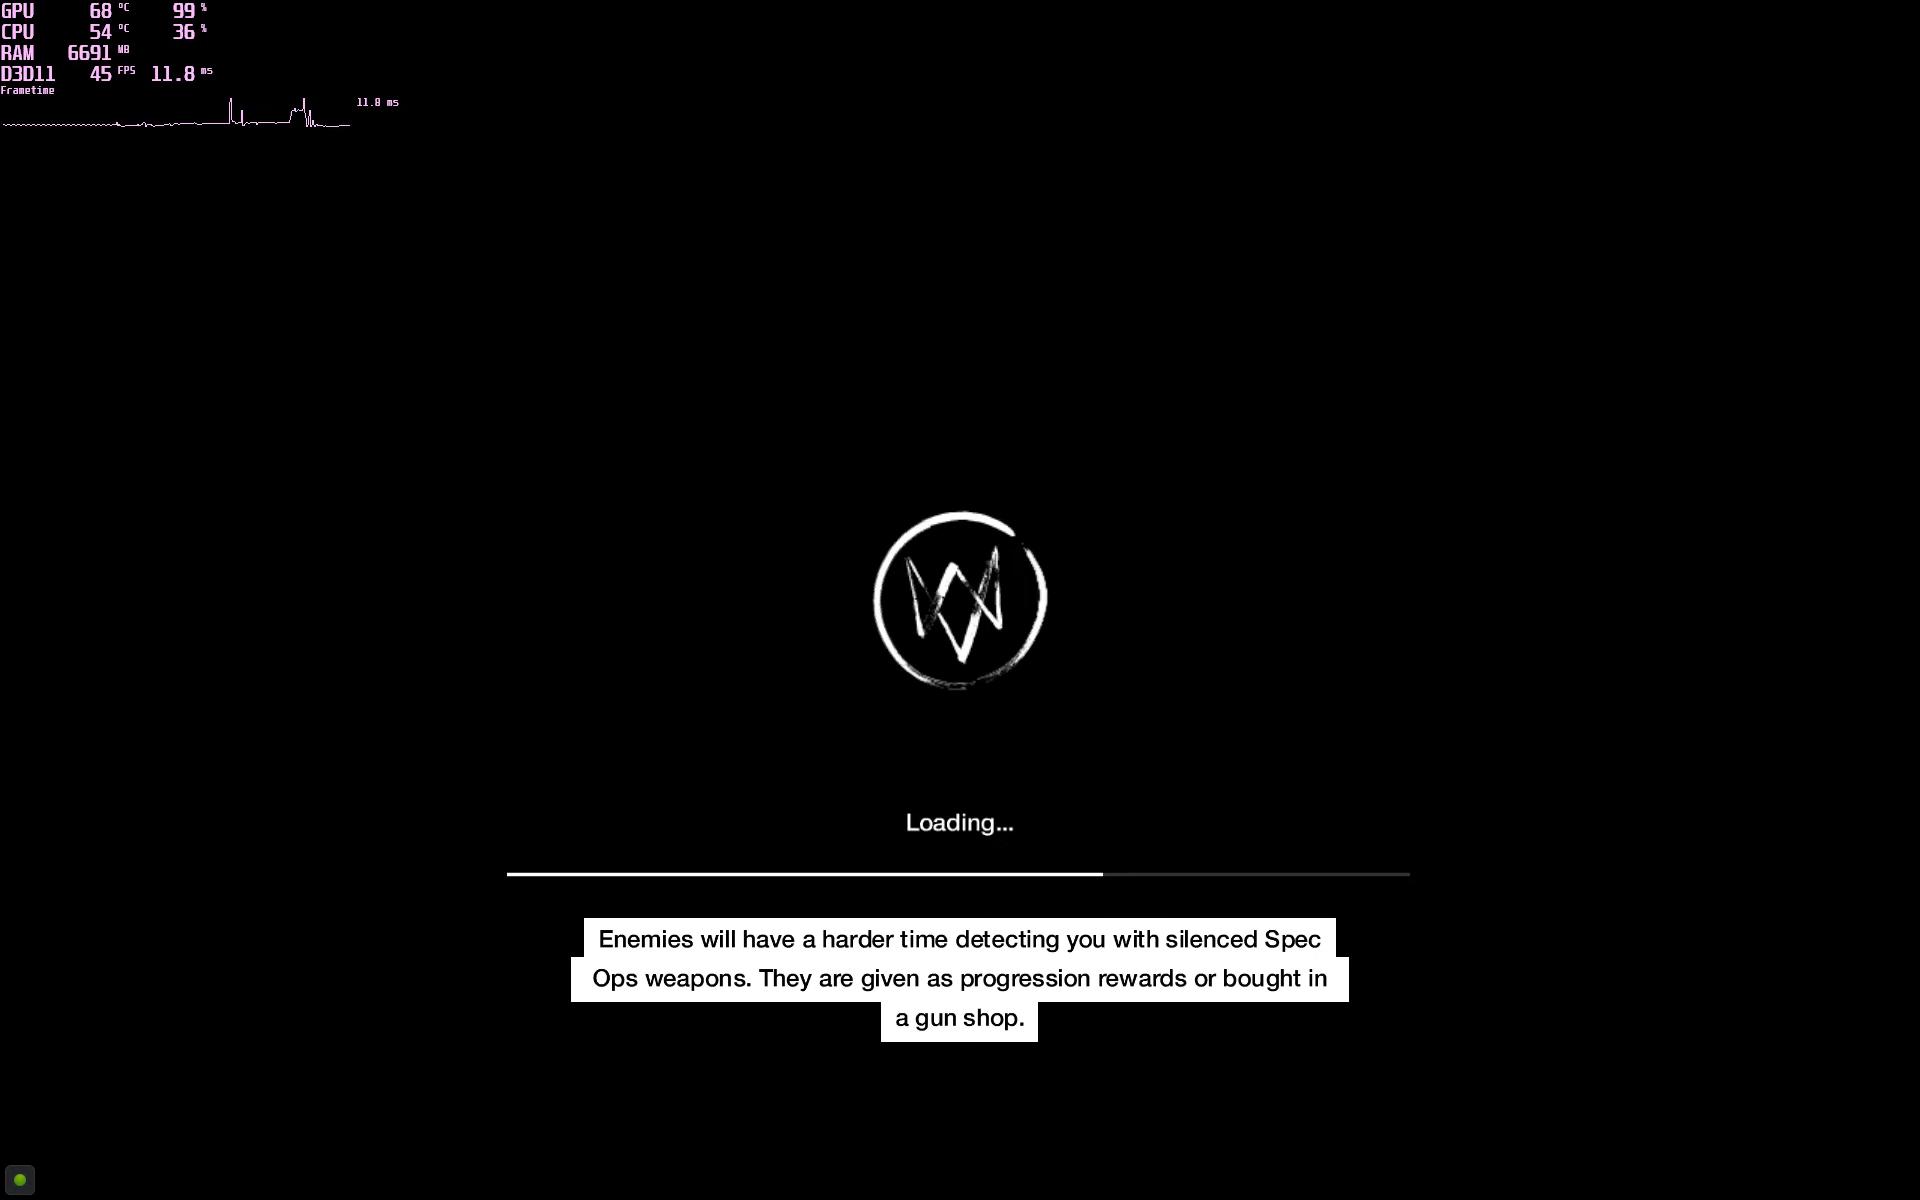 GPU 68 °C 99 %
CPU 54 °C 36 %
RAM 6691 MB
D3D11 45 FPS 11.8 ms
Frametime
11.8 ms
Loading...
Enemies will have a harder time detecting you with silenced Spec
Ops weapons. They are given as progression rewards or bought in
a gun shop.